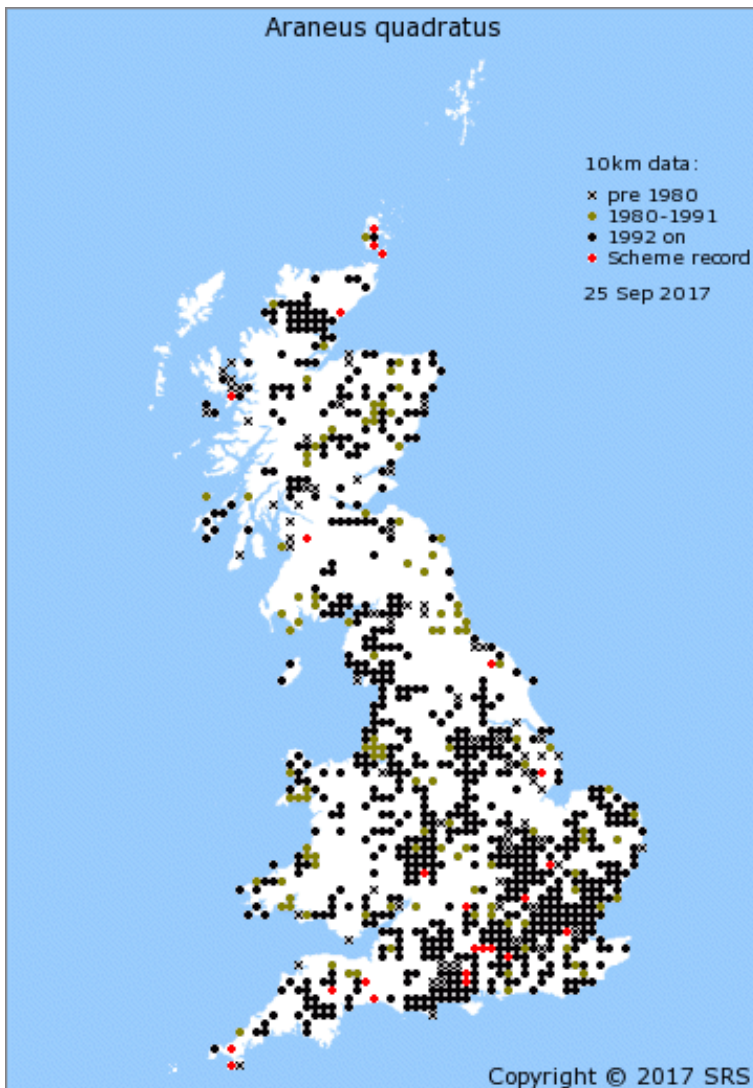 Araneus quadratus
10km data:
pre 1980
1980-1991
1992 on
Scheme record
25 Sep 2017
Copyright © 2017 SRS